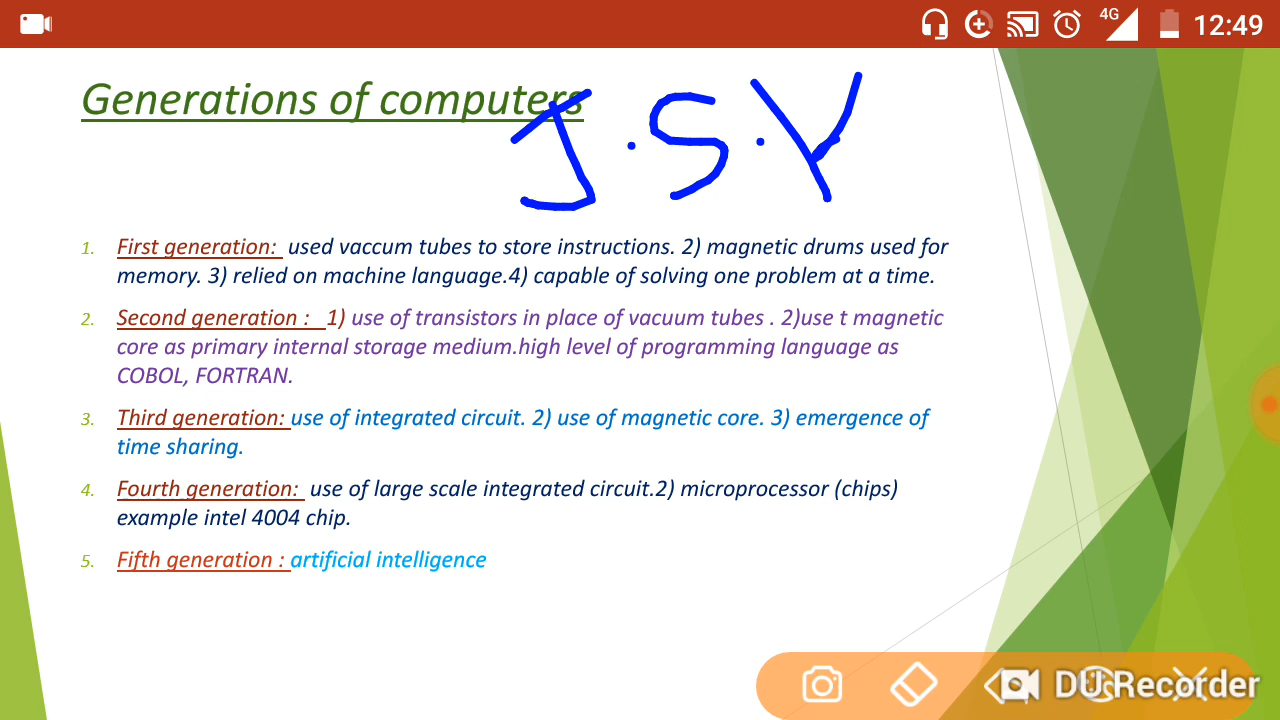 4G 12:49
Generations of computers
J.S.Y
1. First generation: used vaccum tubes to store instructions. 2) magnetic drums used for
memory. 3) relied on machine language.4) capable of solving one problem at a time.
2. Second generation : 1) use of transistors in place of vacuum tubes . 2)use t magnetic
core as primary internal storage medium.high level of programming language as
COBOL, FORTRAN.
3. Third generation: use of integrated circuit. 2) use of magnetic core. 3) emergence of
time sharing.
4. Fourth generation: use of large scale integrated circuit.2) microprocessor (chips)
example intel 4004 chip.
5. Fifth generation : artificial intelligence
DU Recorder